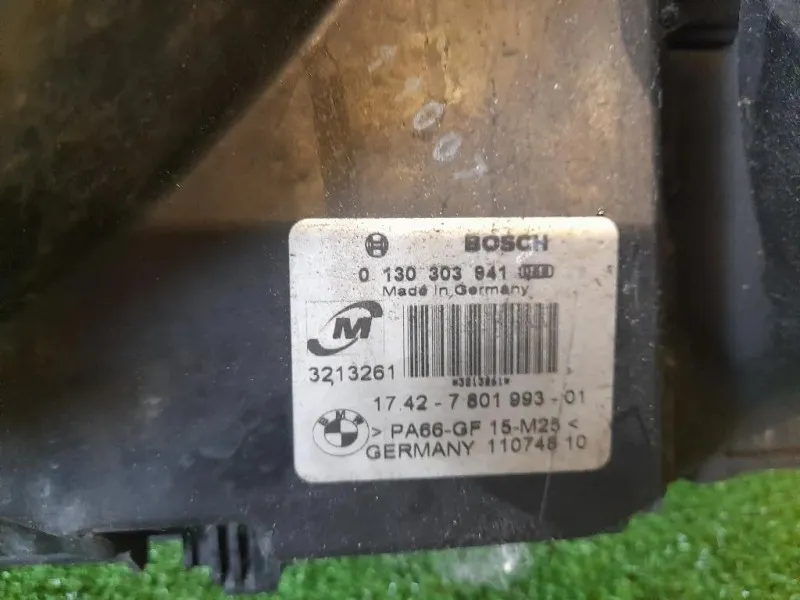 BOSCH
0 130 303 941
Made in Germany
M
3213261
17 42 - 7 801 993 - 01
BMW
> PA66-GF 15-M25 <
GERMANY 110748 10